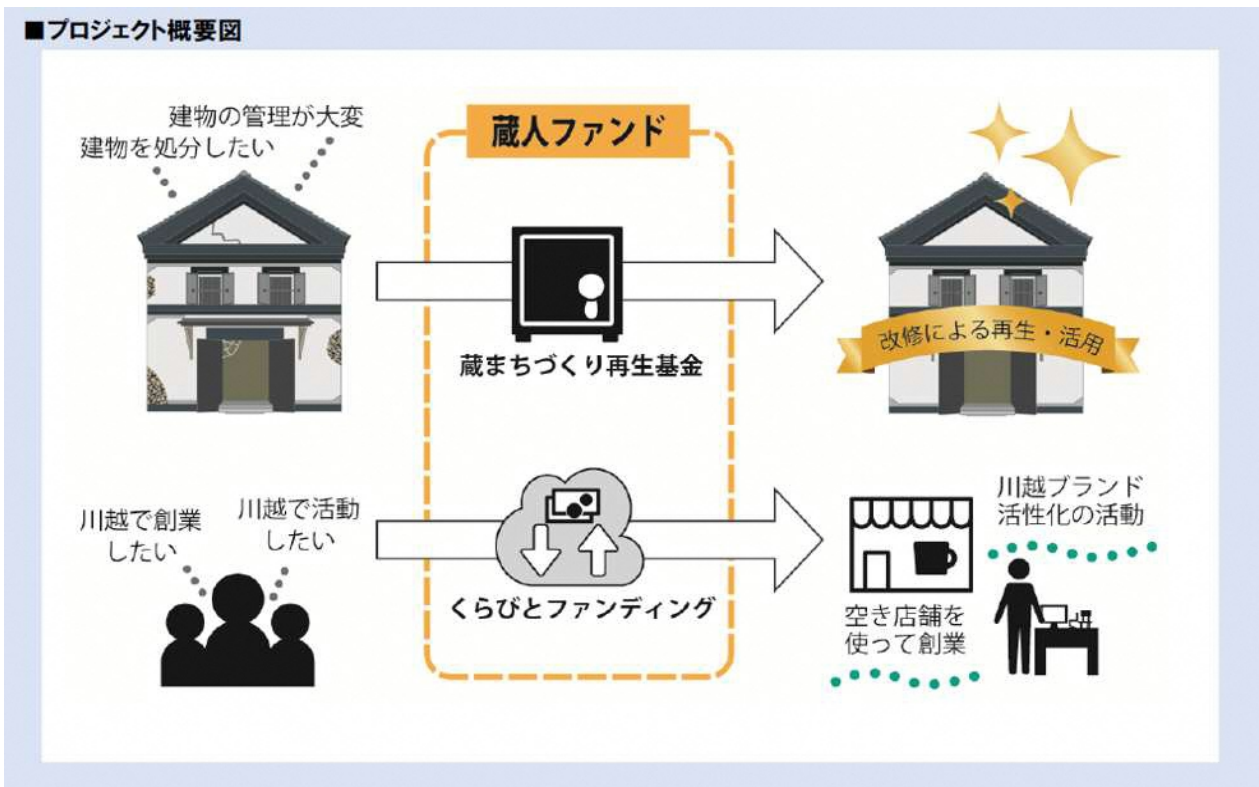 ■プロジェクト概要図
建物の管理が大変
建物を処分したい
蔵人ファンド
蔵まちづくり再生基金
改修による再生・活用
川越で創業
したい
川越で活動
したい
くらびとファンディング
川越ブランド
活性化の活動
空き店舗を
使って創業